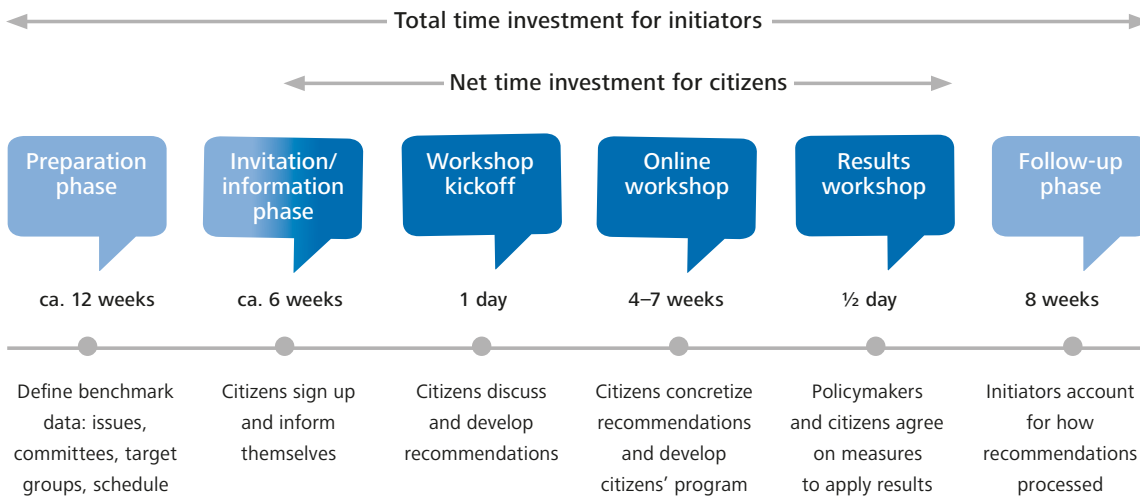 Total time investment for initiators
Net time investment for citizens
Preparation
phase
Invitation/
information
phase
Workshop
kickoff
Online
workshop
Results
workshop
Follow-up
phase
ca. 12 weeks
ca. 6 weeks
1 day
4–7 weeks
½ day
8 weeks
Define benchmark
data: issues,
committees, target
groups, schedule
Citizens sign up
and inform
themselves
Citizens discuss
and develop
recommendations
Citizens concretize
recommendations
and develop
citizens’ program
Policymakers
and citizens agree
on measures
to apply results
Initiators account
for how
recommendations
processed